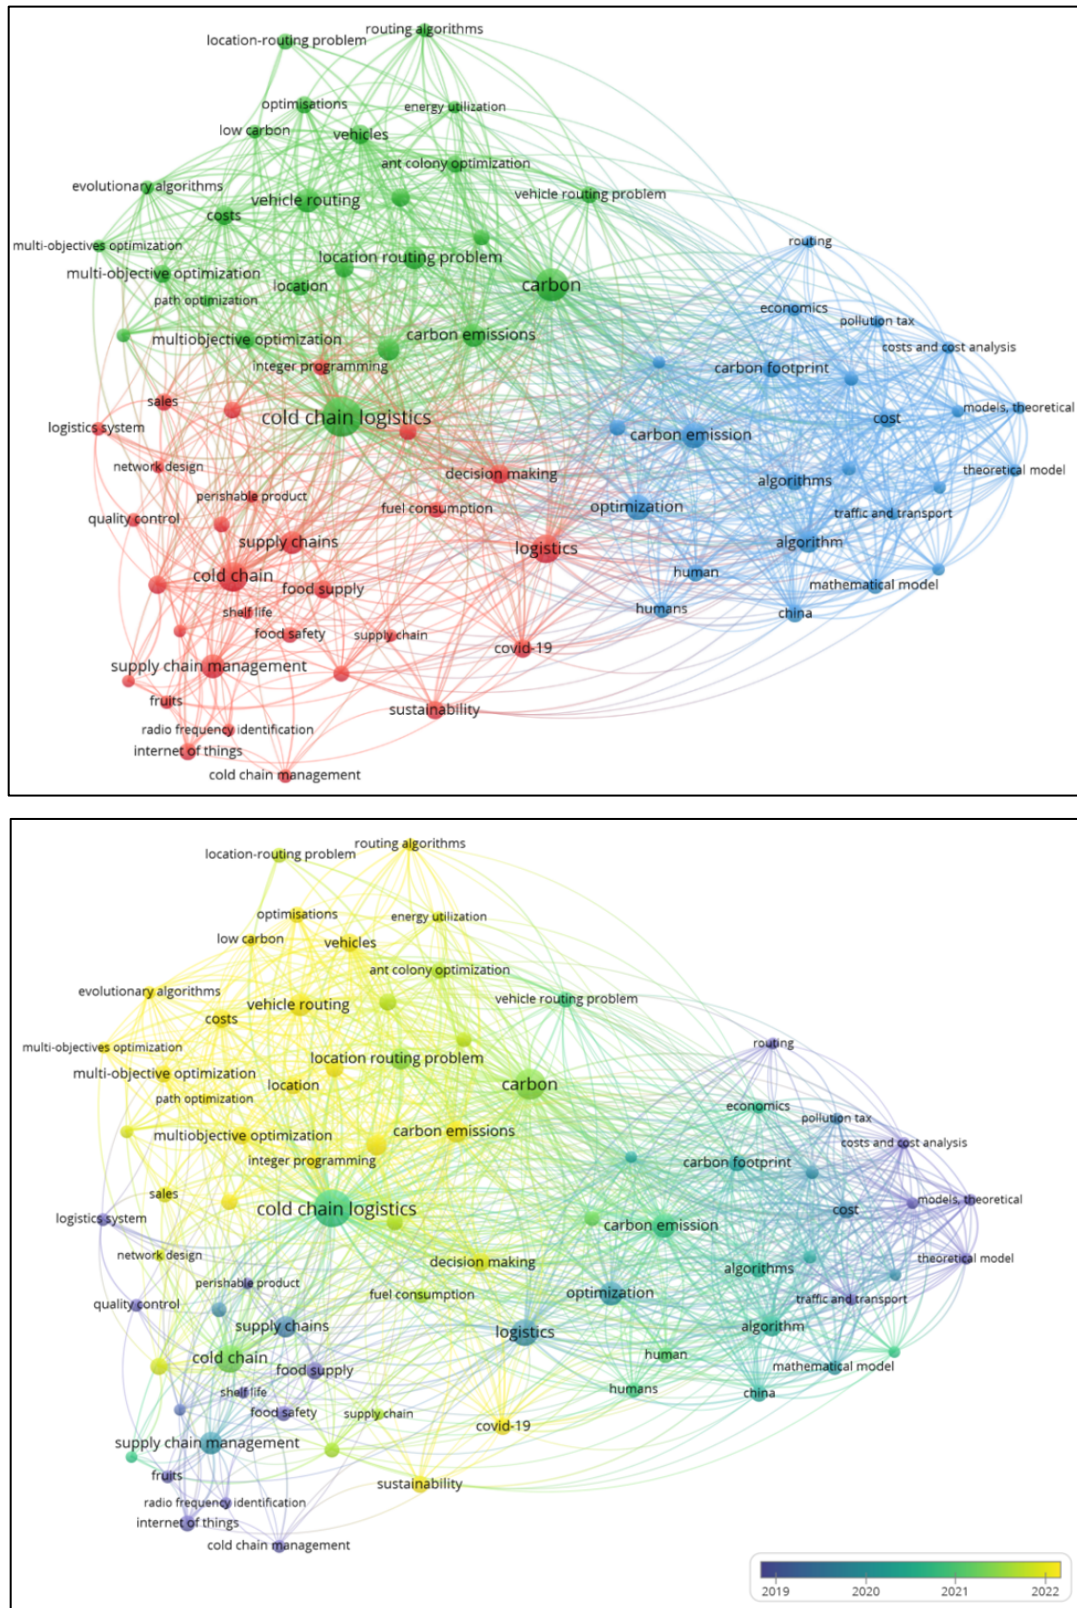 routing algorithms
location-routing problem
optimisations
energy utilization
low carbon
vehicles
ant colony optimization
evolutionary algorithms
vehicle routing
vehicle routing problem
costs
multi-objectives optimization
location routing problem
routing
multi-objective optimization
location
carbon
path optimization
economics
pollution tax
multiobjective optimization
carbon emissions
costs and cost analysis
integer programming
carbon footprint
sales
cold chain logistics
cost
models, theoretical
logistics system
carbon emission
network design
decision making
theoretical model
algorithms
perishable product
fuel consumption
optimization
traffic and transport
quality control
supply chains
logistics
algorithm
cold chain
human
food supply
mathematical model
shelf life
humans
china
food safety
supply chain
covid-19
supply chain management
fruits
sustainability
radio frequency identification
internet of things
cold chain management
routing algorithms
location-routing problem
optimisations
energy utilization
low carbon
vehicles
ant colony optimization
evolutionary algorithms
vehicle routing
vehicle routing problem
costs
multi-objectives optimization
location routing problem
routing
multi-objective optimization
location
carbon
path optimization
economics
pollution tax
multiobjective optimization
carbon emissions
costs and cost analysis
integer programming
carbon footprint
sales
cold chain logistics
cost
models, theoretical
logistics system
carbon emission
network design
decision making
theoretical model
algorithms
perishable product
fuel consumption
optimization
traffic and transport
quality control
supply chains
logistics
algorithm
cold chain
human
food supply
mathematical model
shelf life
humans
china
food safety
supply chain
covid-19
supply chain management
fruits
sustainability
radio frequency identification
internet of things
cold chain management
2019 2020 2021 2022